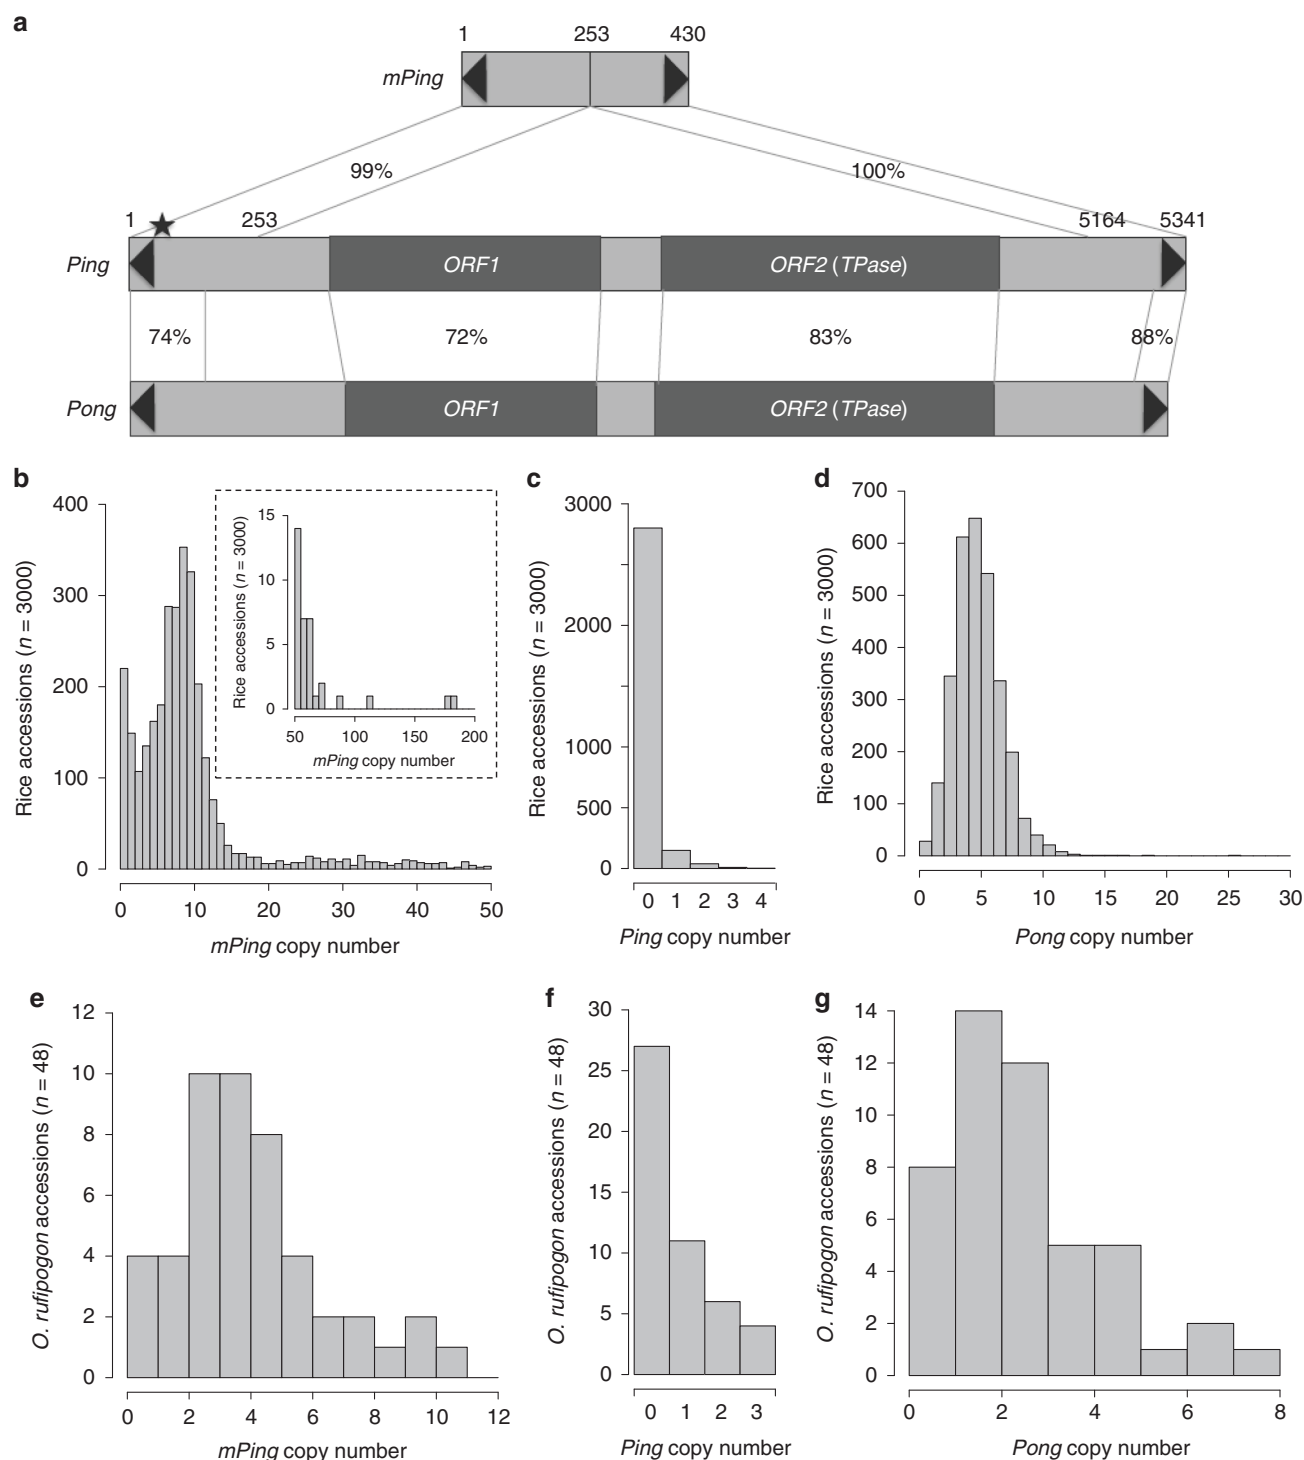 a
1 253 430
mPing
99% 100%
1 253 5164 5341
Ping ORF1 ORF2 (TPase)
74% 72% 83% 88%
Pong ORF1 ORF2 (TPase)
b
Rice accessions (n = 3000)
400
300
200
100
0
0 10 20 30 40 50
mPing copy number
Rice accessions (n = 3000)
15
10
5
0
50 100 150 200
mPing copy number
c
Rice accessions (n = 3000)
3000
2000
1000
500
0
0 1 2 3 4
Ping copy number
d
Rice accessions (n = 3000)
700
600
500
400
300
200
100
0
0 5 10 15 20 25 30
Pong copy number
e
O. rufipogon accessions (n = 48)
12
10
8
6
4
2
0
0 2 4 6 8 10 12
mPing copy number
f
O. rufipogon accessions (n = 48)
30
25
20
15
10
5
0
0 1 2 3
Ping copy number
g
O. rufipogon accessions (n = 48)
14
12
10
8
6
4
2
0
0 2 4 6 8
Pong copy number